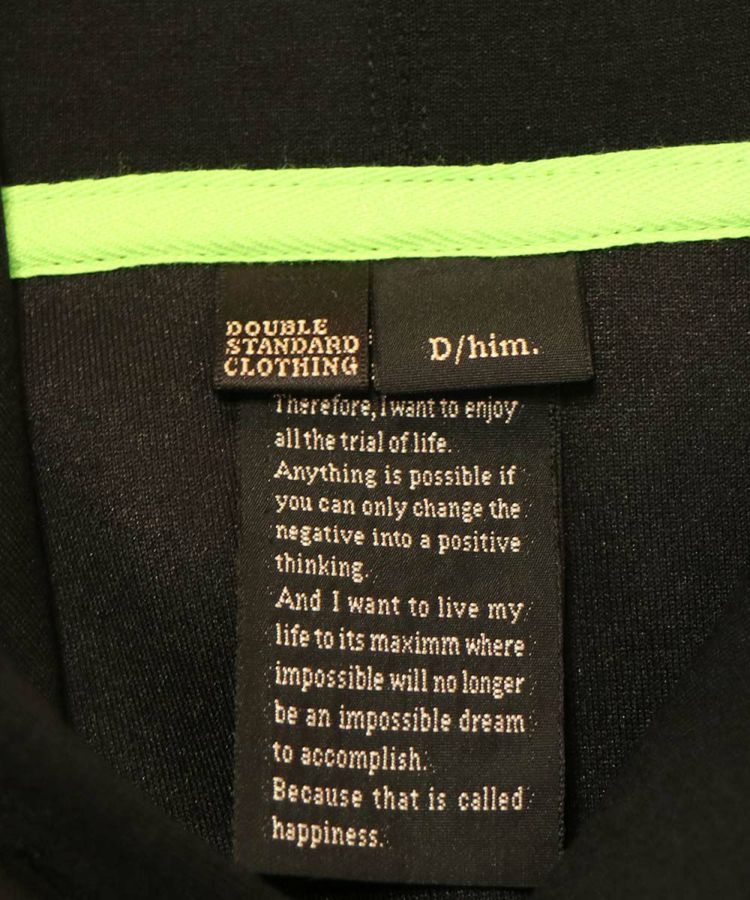 DOUBLE
STANDARD
CLOTHING
D/him.
Therefore, I want to enjoy
all the trial of life.
Anything is possible if
you can only change the
negative into a positive
thinking.
And I want to live my
life to its maximm where
impossible will no longer
be an impossible dream
to accomplish.
Because that is called
happiness.